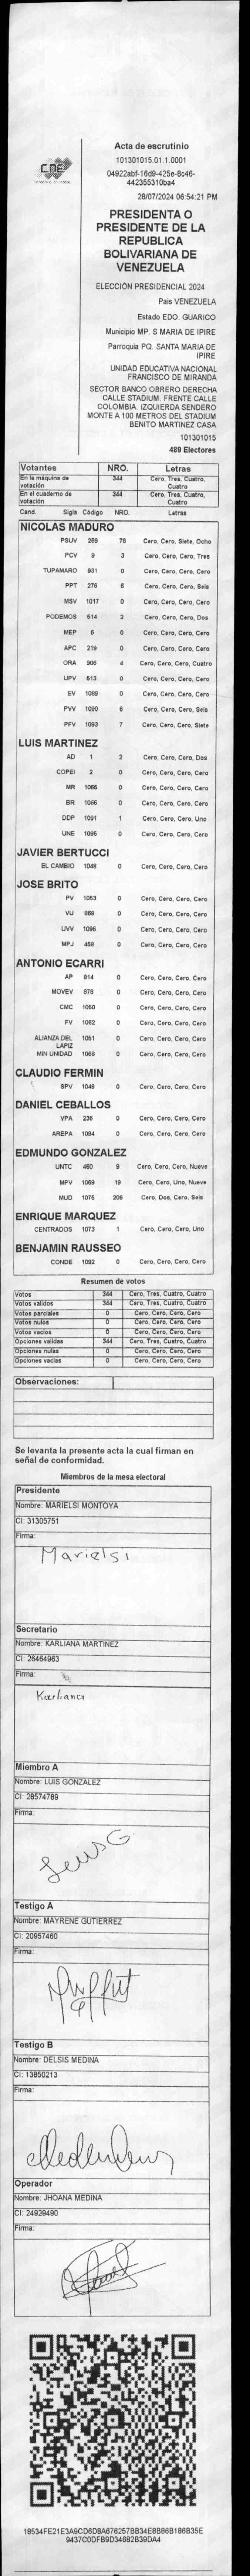 CNE
Acta de escrutinio
101301015.01.1.0001
04922abf-16d9-425e-8c46-
442355310ba4
28/07/2024 06:54:21 PM
PRESIDENTA O
PRESIDENTE DE LA
REPUBLICA
BOLIVARIANA DE
VENEZUELA
ELECCIÓN PRESIDENCIAL 2024
Pais VENEZUELA
Estado EDO. GUARICO
Municipio MP. S MARIA DE IPIRE
Parroquia PQ. SANTA MARIA DE
IPIRE
UNIDAD EDUCATIVA NACIONAL
FRANCISCO DE MIRANDA
SECTOR BANCO OBRERO DERECHA
CALLE STADIUM. FRENTE CALLE
COLOMBIA. IZQUIERDA SENDERO
MONTE A 100 METROS DEL STADIUM
BENITO MARTINEZ CASA
101301015
489 Electores
Votantes NRO. Letras
En la máquina de votación 344 Cero, Tres, Cuatro, Cuatro
En el cuaderno de votación 344 Cero, Tres, Cuatro, Cuatro
Cand. Sigla Código NRO. Letras
NICOLAS MADURO
PSUV 269 78 Cero, Cero, Siete, Ocho
PCV 9 3 Cero, Cero, Cero, Tres
TUPAMARO 931 0 Cero, Cero, Cero, Cero
PPT 276 6 Cero, Cero, Cero, Seis
MSV 1017 0 Cero, Cero, Cero, Cero
PODEMOS 614 2 Cero, Cero, Cero, Dos
MEP 6 0 Cero, Cero, Cero, Cero
APC 219 0 Cero, Cero, Cero, Cero
ORA 906 4 Cero, Cero, Cero, Cuatro
UPV 613 0 Cero, Cero, Cero, Cero
EV 1089 0 Cero, Cero, Cero, Cero
PVV 1090 6 Cero, Cero, Cero, Seis
PFV 1093 7 Cero, Cero, Cero, Siete
LUIS MARTINEZ
AD 1 2 Cero, Cero, Cero, Dos
COPEI 2 0 Cero, Cero, Cero, Cero
MR 1066 0 Cero, Cero, Cero, Cero
BR 1066 0 Cero, Cero, Cero, Cero
DDP 1091 1 Cero, Cero, Cero, Uno
UNE 1095 0 Cero, Cero, Cero, Cero
JAVIER BERTUCCI
EL CAMBIO 1048 0 Cero, Cero, Cero, Cero
JOSE BRITO
PV 1053 0 Cero, Cero, Cero, Cero
VU 869 0 Cero, Cero, Cero, Cero
UVV 1096 0 Cero, Cero, Cero, Cero
MPJ 458 0 Cero, Cero, Cero, Cero
ANTONIO ECARRI
AP 814 0 Cero, Cero, Cero, Cero
MOVEV 678 0 Cero, Cero, Cero, Cero
CMC 1050 0 Cero, Cero, Cero, Cero
FV 1062 0 Cero, Cero, Cero, Cero
ALIANZA DEL LAPIZ 1051 0 Cero, Cero, Cero, Cero
MIN UNIDAD 1068 0 Cero, Cero, Cero, Cero
CLAUDIO FERMIN
SPV 1049 0 Cero, Cero, Cero, Cero
DANIEL CEBALLOS
VPA 236 0 Cero, Cero, Cero, Cero
AREPA 1094 0 Cero, Cero, Cero, Cero
EDMUNDO GONZALEZ
UNTC 460 9 Cero, Cero, Cero, Nueve
MPV 1069 19 Cero, Cero, Uno, Nueve
MUD 1076 206 Cero, Dos, Cero, Seis
ENRIQUE MARQUEZ
CENTRADOS 1073 1 Cero, Cero, Cero, Uno
BENJAMIN RAUSSEO
CONDE 1092 0 Cero, Cero, Cero, Cero
Resumen de votos
Votos 344 Cero, Tres, Cuatro, Cuatro
Votos validos 344 Cero, Tres, Cuatro, Cuatro
Votos parciales 0 Cero, Cero, Cero, Cero
Votos nulos 0 Cero, Cero, Cero, Cero
Votos vacios 0 Cero, Cero, Cero, Cero
Opciones validas 344 Cero, Tres, Cuatro, Cuatro
Opciones nulas 0 Cero, Cero, Cero, Cero
Opciones vacias 0 Cero, Cero, Cero, Cero
Observaciones:
Se levanta la presente acta la cual firman en
señal de conformidad.
Miembros de la mesa electoral
Presidente
Nombre: MARIELSI MONTOYA
CI: 31305751
Firma:
Marielsi
Secretario
Nombre: KARLIANA MARTINEZ
CI: 26464963
Firma:
Karliana
Miembro A
Nombre: LUIS GONZALEZ
CI: 28574789
Firma:
Testigo A
Nombre: MAYRENE GUTIERREZ
CI: 20957460
Firma:
Testigo B
Nombre: DELSIS MEDINA
CI: 13850213
Firma:
Operador
Nombre: JHOANA MEDINA
CI: 24929490
Firma:
18534FE21E3A9CD6D8A676257BB34E8B86B186B35E
9437C0DFB9D34682B39DA4